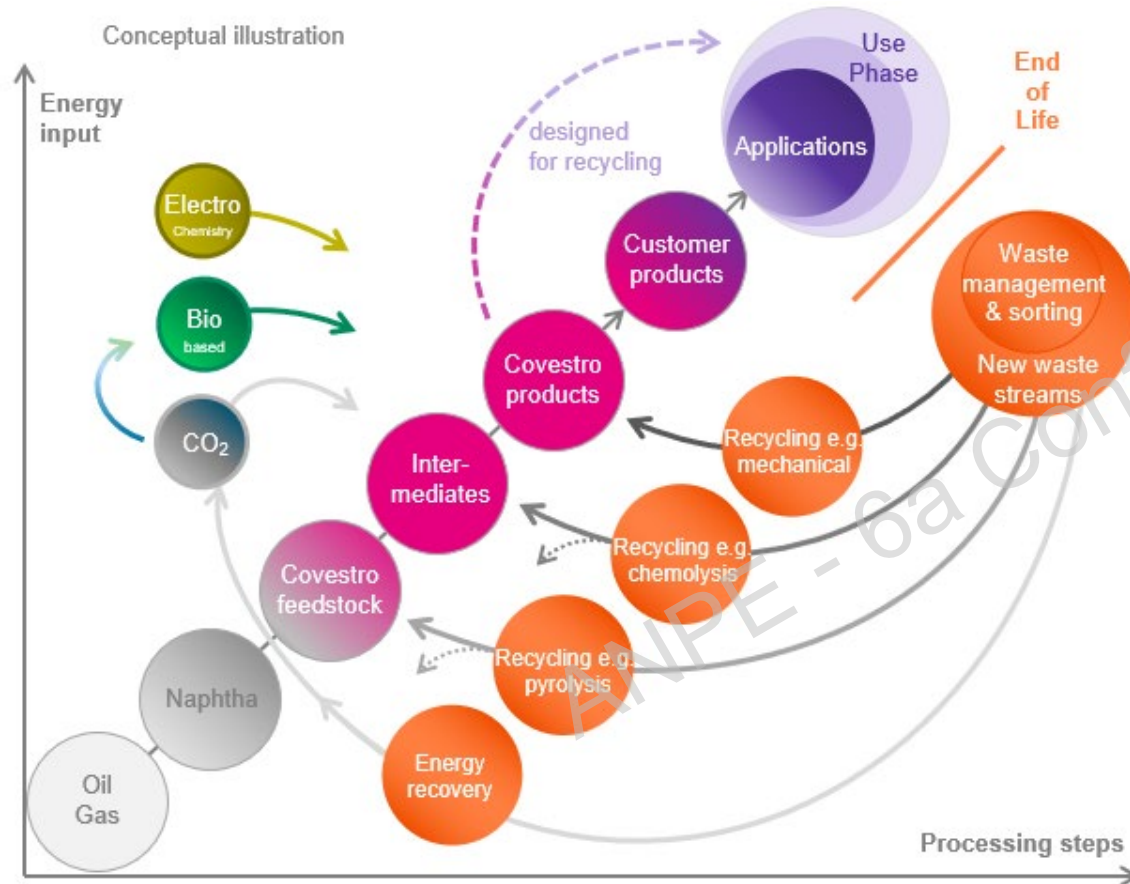 Conceptual illustration
Energy
input
Use
Phase
End
of
Life
designed
for recycling
Applications
Electro
Chemistry
Customer
products
Waste
management
& sorting
New waste
streams
Bio
based
Covestro
products
CO₂
Inter-
mediates
Recycling e.g.
mechanical
Recycling e.g.
chemolysis
Covestro
feedstock
Recycling e.g.
pyrolysis
Naphtha
Energy
recovery
Oil
Gas
Processing steps
ANPE - 6a